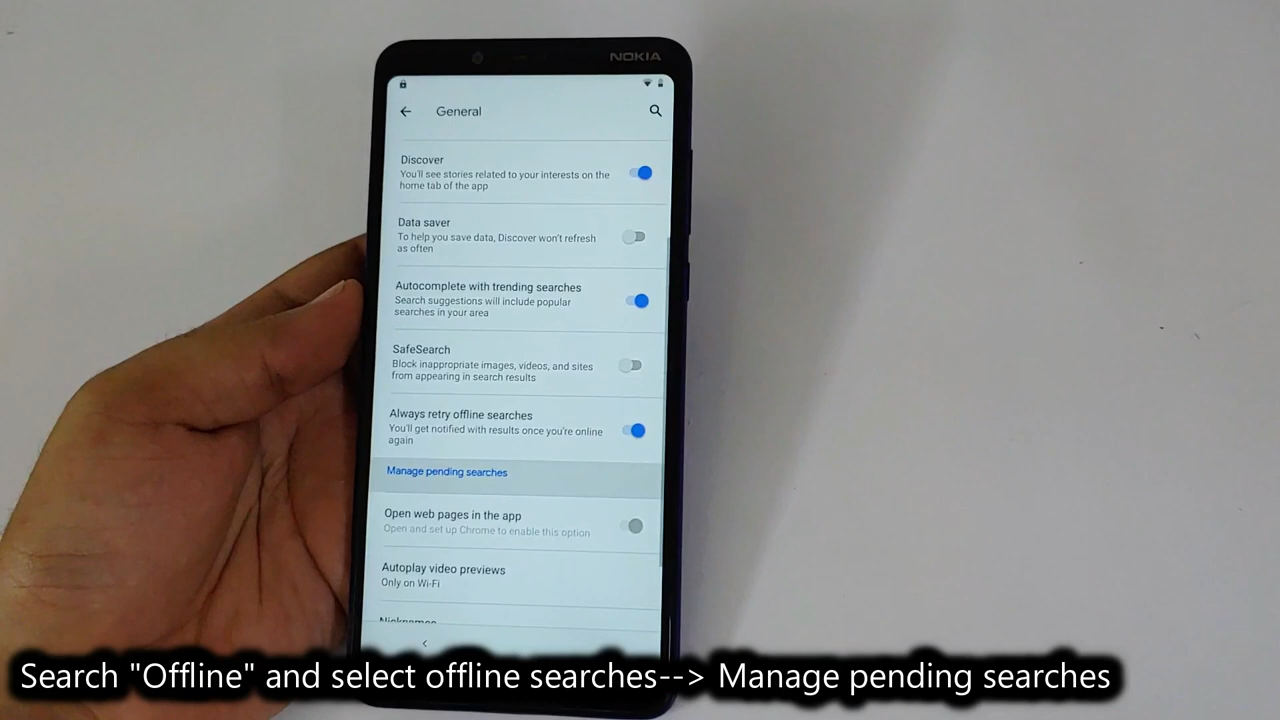 NOKIA
General
Discover
You'll see stories related to your interests on the
home tab of the app
Data saver
To help you save data, Discover won't refresh
as often
Autocomplete with trending searches
Search suggestions will include popular
searches in your area
SafeSearch
Block inappropriate images, videos, and sites
from appearing in search results
Always retry offline searches
You'll get notified with results once you're online
again
Manage pending searches
Open web pages in the app
Open and set up Chrome to enable this option
Autoplay video previews
Only on Wi-Fi
Nicknames
Search "Offline" and select offline searches--> Manage pending searches